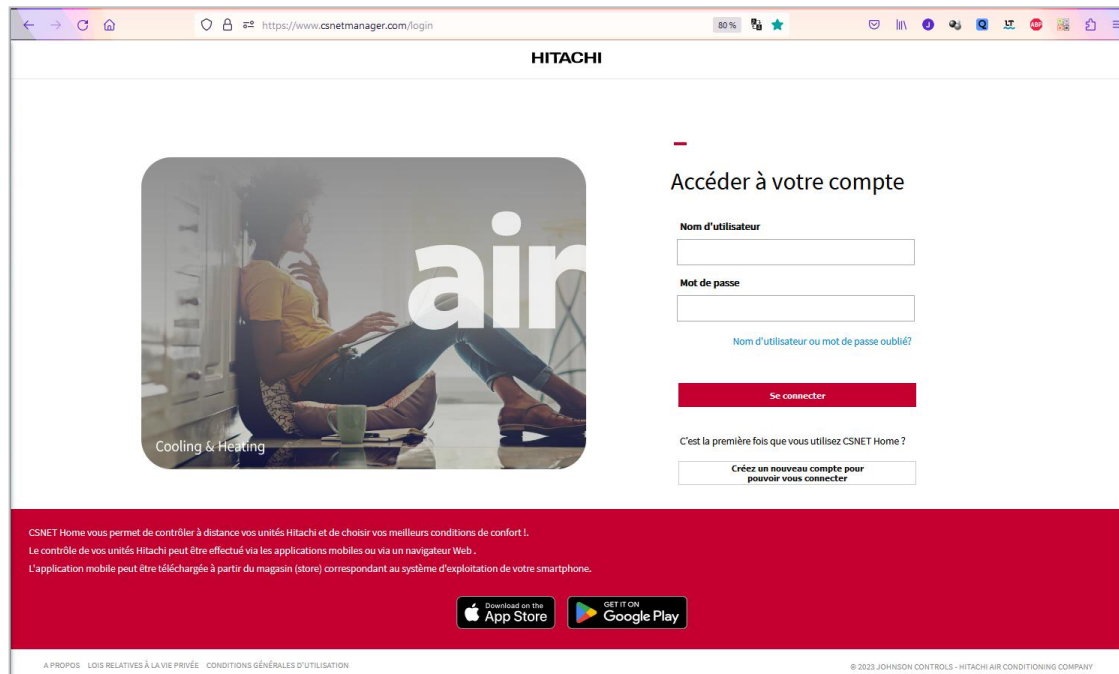 https://www.csnetmanager.com/login
80 %
HITACHI
air
Cooling & Heating
Accéder à votre compte
Nom d'utilisateur
Mot de passe
Nom d'utilisateur ou mot de passe oublié?
Se connecter
C'est la première fois que vous utilisez CSNET Home ?
Créez un nouveau compte pour
pouvoir vous connecter
CSNET Home vous permet de contrôler à distance vos unités Hitachi et de choisir vos meilleurs conditions de confort !.
Le contrôle de vos unités Hitachi peut être effectué via les applications mobiles ou via un navigateur Web .
L'application mobile peut être téléchargée à partir du magasin (store) correspondant au système d'exploitation de votre smartphone.
Download on the
App Store
GET IT ON
Google Play
A PROPOS LOIS RELATIVES À LA VIE PRIVÉE CONDITIONS GÉNÉRALES D'UTILISATION
© 2023 JOHNSON CONTROLS - HITACHI AIR CONDITIONING COMPANY